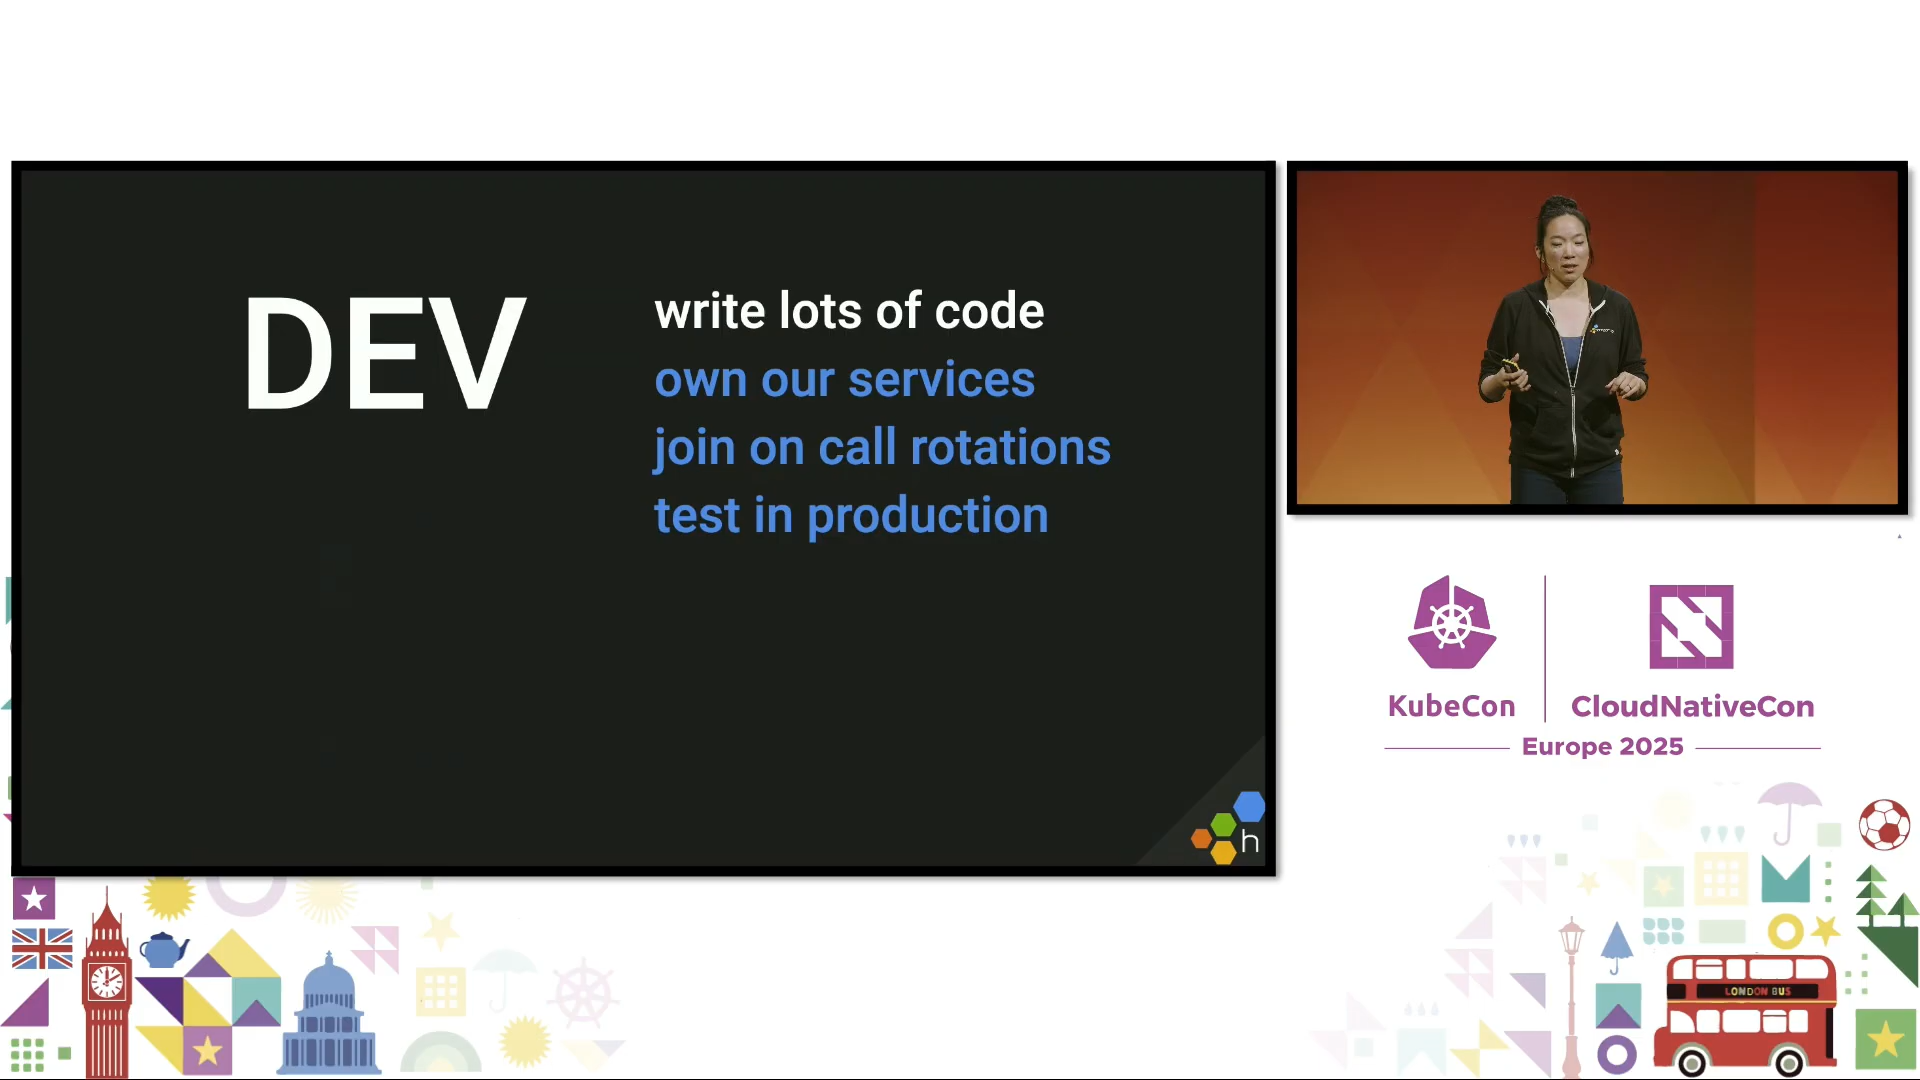 DEV
write lots of code
own our services
join on call rotations
test in production
h
KubeCon
CloudNativeCon
Europe 2025
LONDON BUS